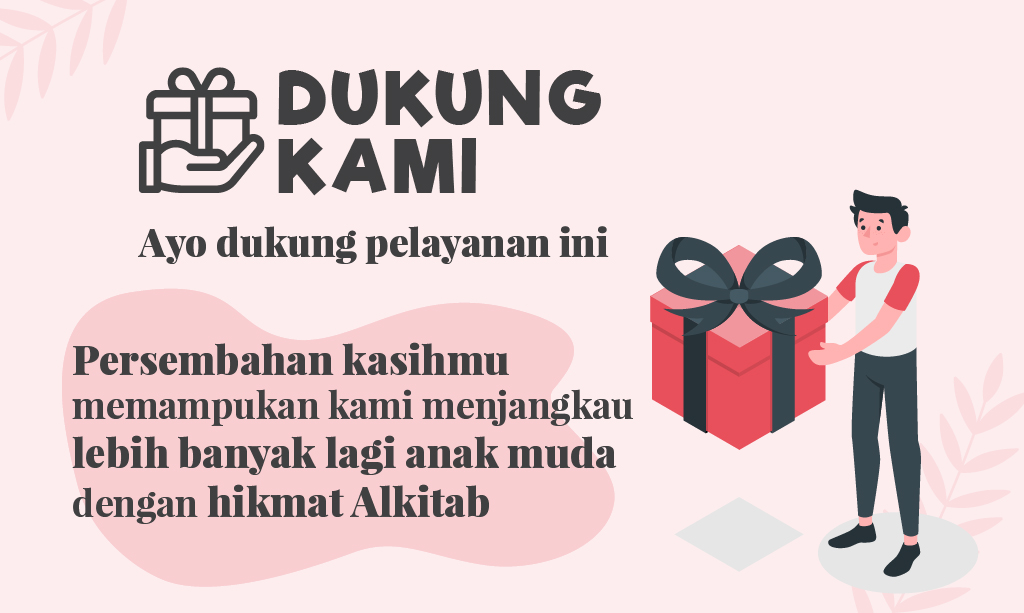 DUKUNG
KAMI
Ayo dukung pelayanan ini
Persembahan kasihmu
memampukan kami menjangkau
lebih banyak lagi anak muda
dengan hikmat Alkitab